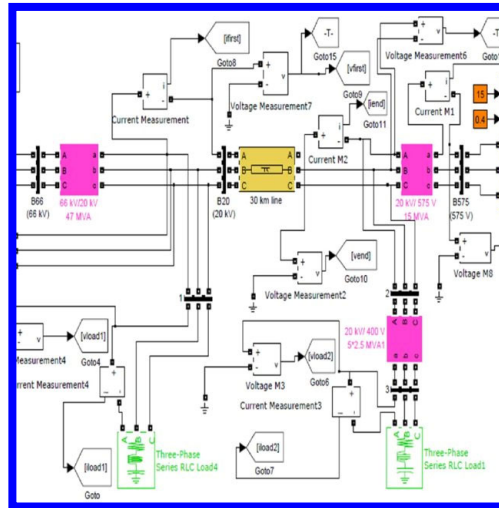 [ifirst]
Goto8
-T-
Goto15
Voltage Measurement6
-T-
[vfirst]
Goto9
Voltage Measurement7
Current Measurement
[iend]
Goto11
Current M1
15
0.4
Current M2
A a
B b
C c
B66
(66 kV)
66 kV/20 kV
47 MVA
A
B
C
B20
(20 kV)
A A
B B
C C
30 km line
A a
B b
C c
20 kV/ 575 V
15 MVA
B575
(575 V)
[vend]
Goto10
Voltage Measurement2
Voltage M8
1
2
A B C
20 kV/ 400 V
5*2.5 MVA1
a b c
3
[vload1]
Goto4
Measurement4
rrent Measurement4
[vload2]
Goto6
Voltage M3
Current Measurement3
[iload1]
Goto
A B C
Three-Phase
Series RLC Load4
[iload2]
Goto7
A B C
Three-Phase
Series RLC Load1